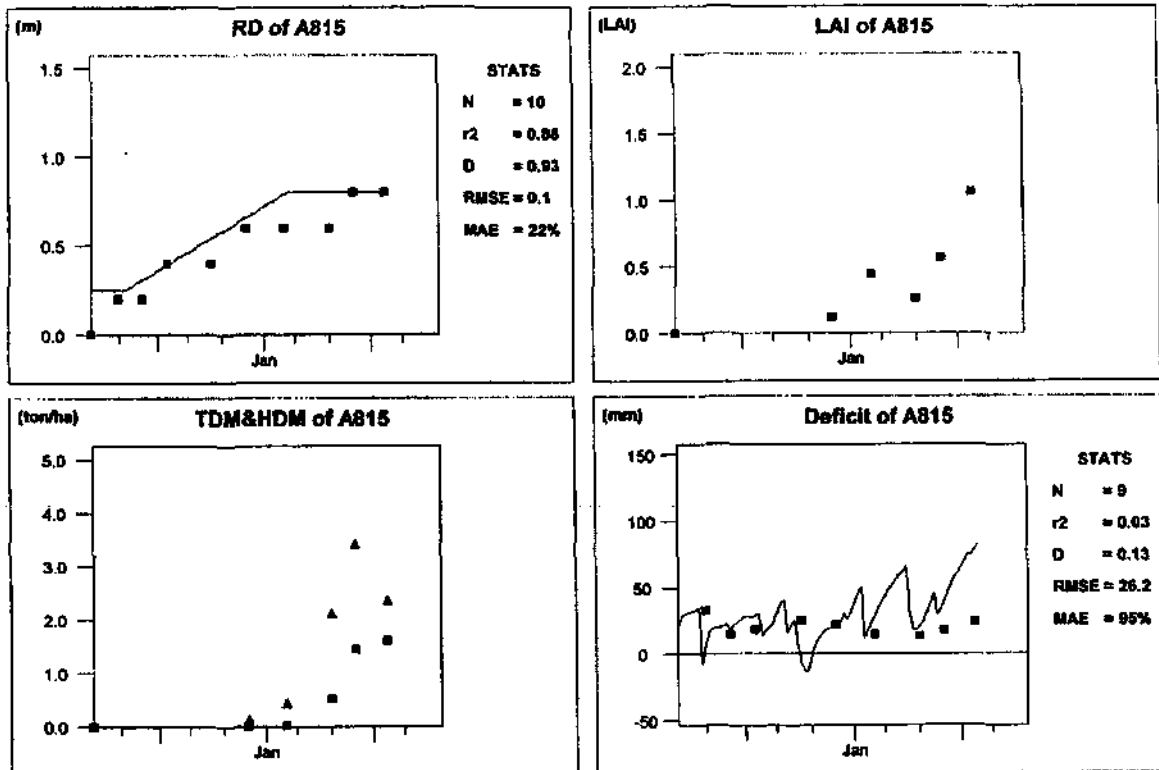 (m) RD of A815
1.5
1.0
0.5
0.0
Jan
STATS
N = 10
r2 = 0.88
D = 0.93
RMSE = 0.1
MAE = 22%
(LAI) LAI of A815
2.0
1.5
1.0
0.5
0.0
Jan
(ton/ha) TDM&HDM of A815
5.0
4.0
3.0
2.0
1.0
0.0
Jan
(mm) Deficit of A815
150
100
50
0
-50
Jan
STATS
N = 9
r2 = 0.03
D = 0.13
RMSE = 26.2
MAE = 95%